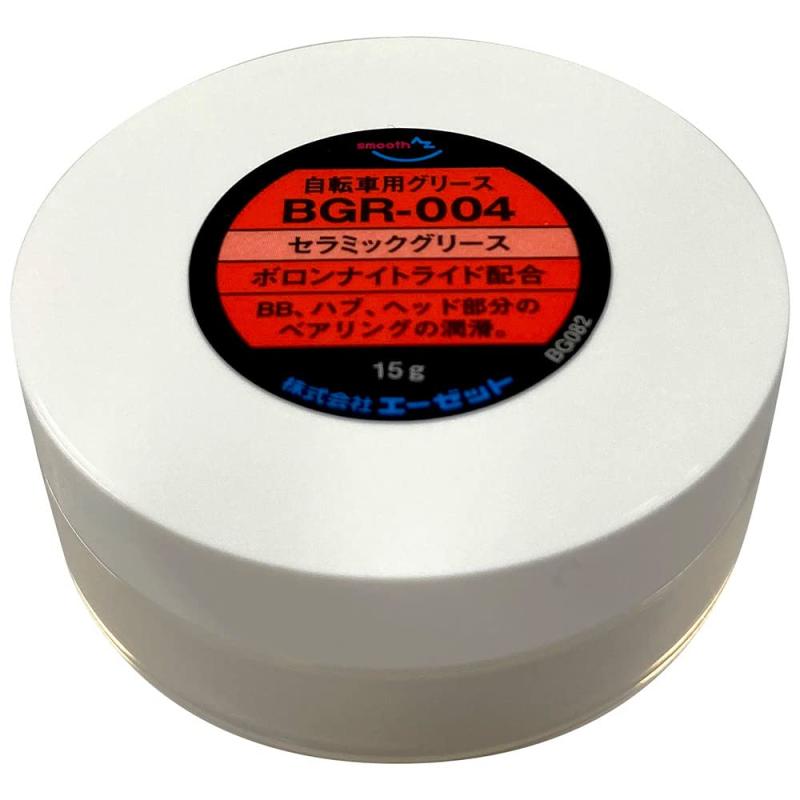 smooth AZ
自転車用グリース
BGR-004
セラミックグリース
ボロンナイトライド配合
BB、ハブ、ヘッド部分の
ベアリングの潤滑。
15g
BG082
株式会社 エーゼット